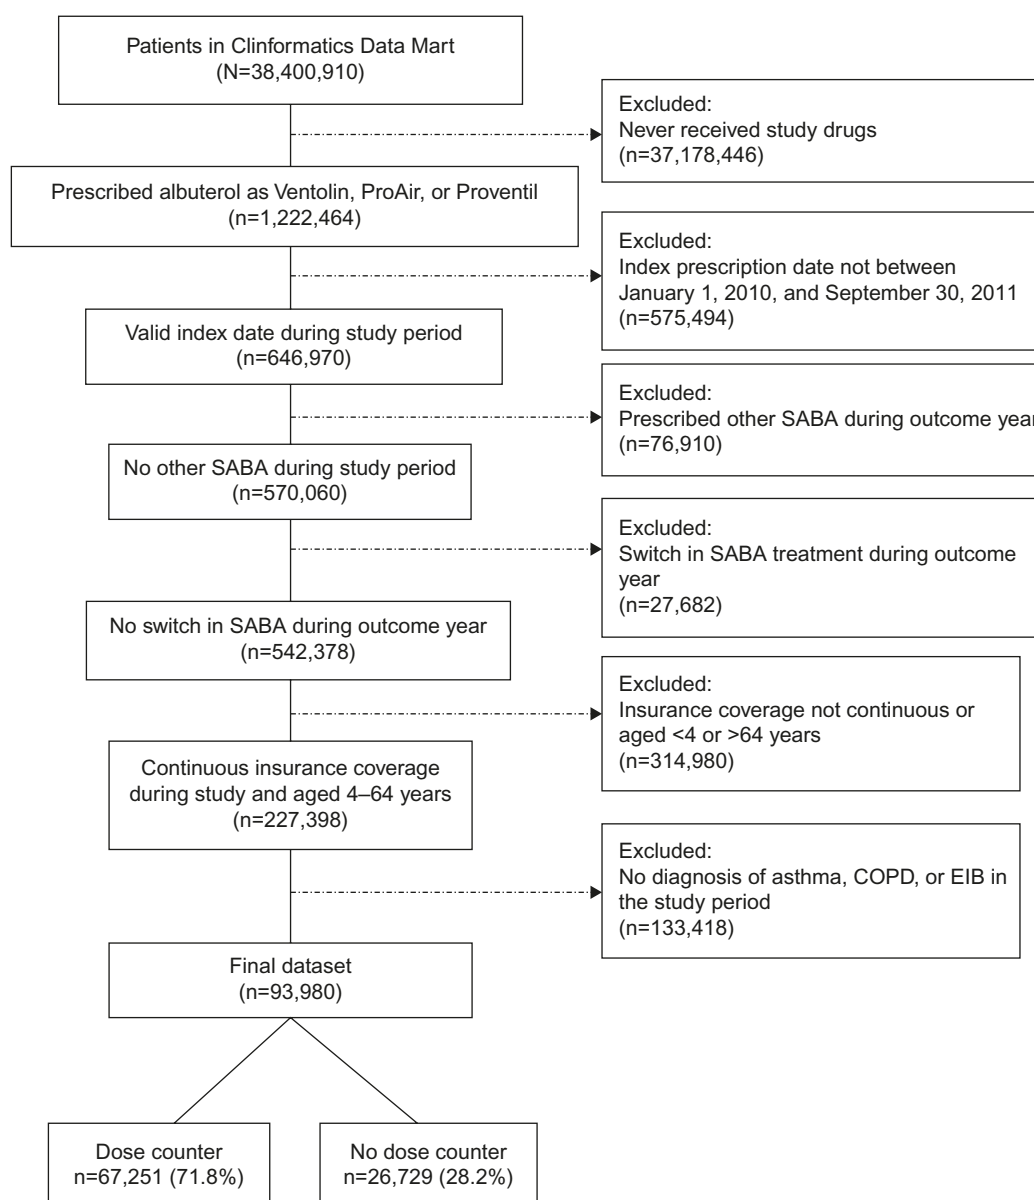 Patients in Clinformatics Data Mart
(N=38,400,910)
Excluded:
Never received study drugs
(n=37,178,446)
Prescribed albuterol as Ventolin, ProAir, or Proventil
(n=1,222,464)
Excluded:
Index prescription date not between
January 1, 2010, and September 30, 2011
(n=575,494)
Valid index date during study period
(n=646,970)
Excluded:
Prescribed other SABA during outcome year
(n=76,910)
No other SABA during study period
(n=570,060)
Excluded:
Switch in SABA treatment during outcome
year
(n=27,682)
No switch in SABA during outcome year
(n=542,378)
Excluded:
Insurance coverage not continuous or
aged <4 or >64 years
(n=314,980)
Continuous insurance coverage
during study and aged 4–64 years
(n=227,398)
Excluded:
No diagnosis of asthma, COPD, or EIB in
the study period
(n=133,418)
Final dataset
(n=93,980)
Dose counter
n=67,251 (71.8%)
No dose counter
n=26,729 (28.2%)